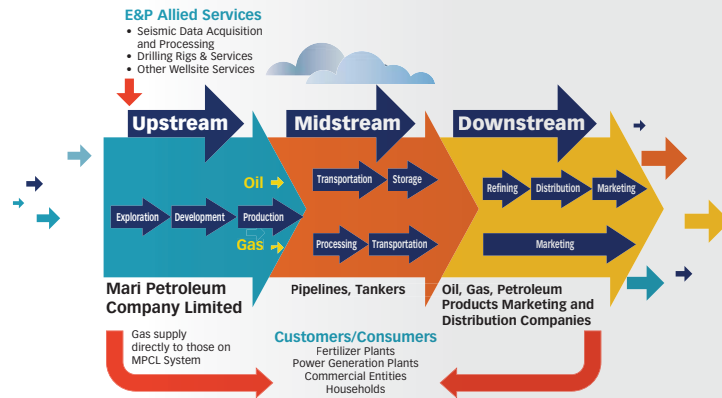 E&P Allied Services
• Seismic Data Acquisition
and Processing
• Drilling Rigs & Services
• Other Wellsite Services
Upstream
Midstream
Downstream
Oil
Transportation
Storage
Refining
Distribution
Marketing
Exploration
Development
Production
Gas
Processing
Transportation
Marketing
Mari Petroleum
Company Limited
Pipelines, Tankers
Oil, Gas, Petroleum
Products Marketing and
Distribution Companies
Gas supply
directly to those on
MPCL System
Customers/Consumers
Fertilizer Plants
Power Generation Plants
Commercial Entities
Households